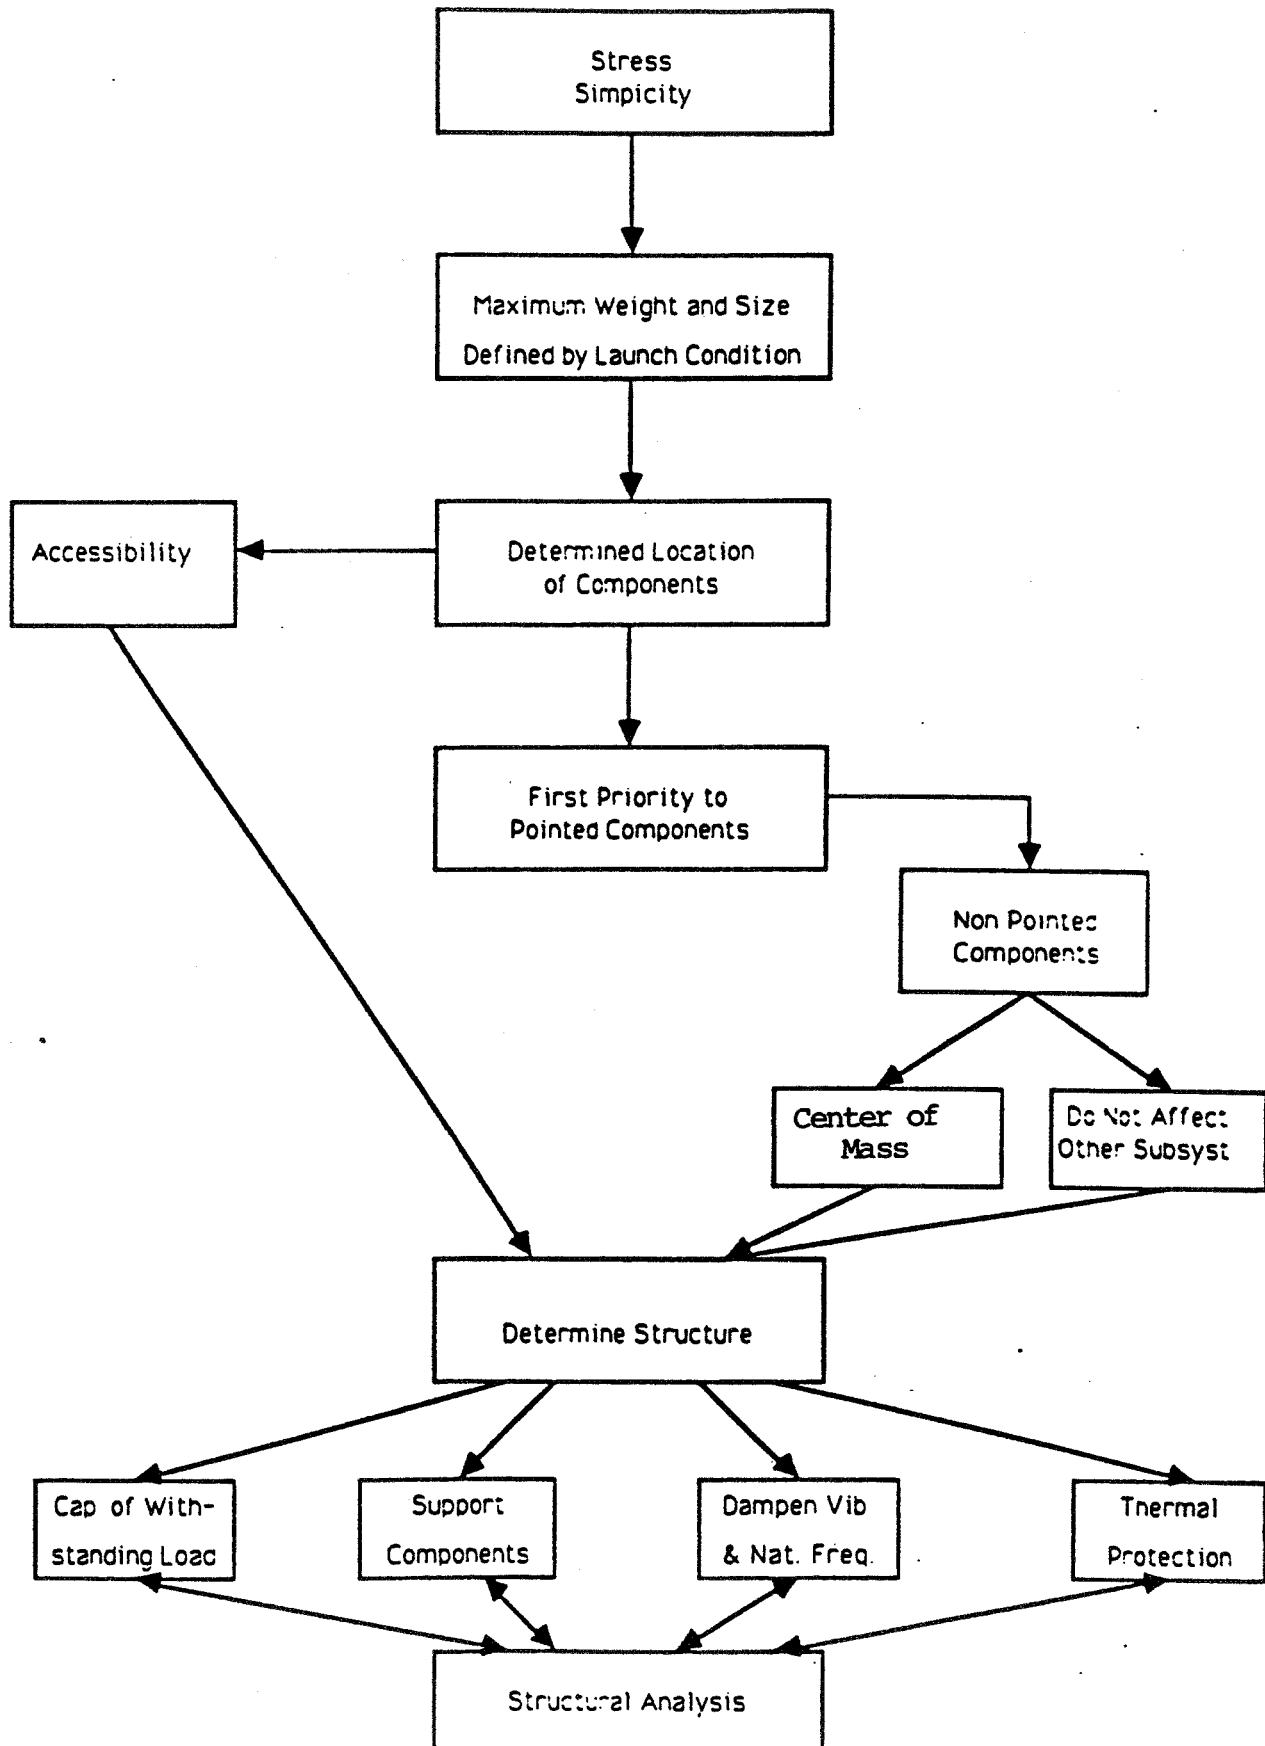 Stress
Simpicity
Maximum Weight and Size
Defined by Launch Condition
Accessibility
Determined Location
of Components
First Priority to
Pointed Components
Non Pointed
Components
Center of
Mass
Do Not Affect
Other Subsyst
Determine Structure
Cap of With-
standing Load
Support
Components
Dampen Vib
& Nat. Freq.
Thermal
Protection
Structural Analysis